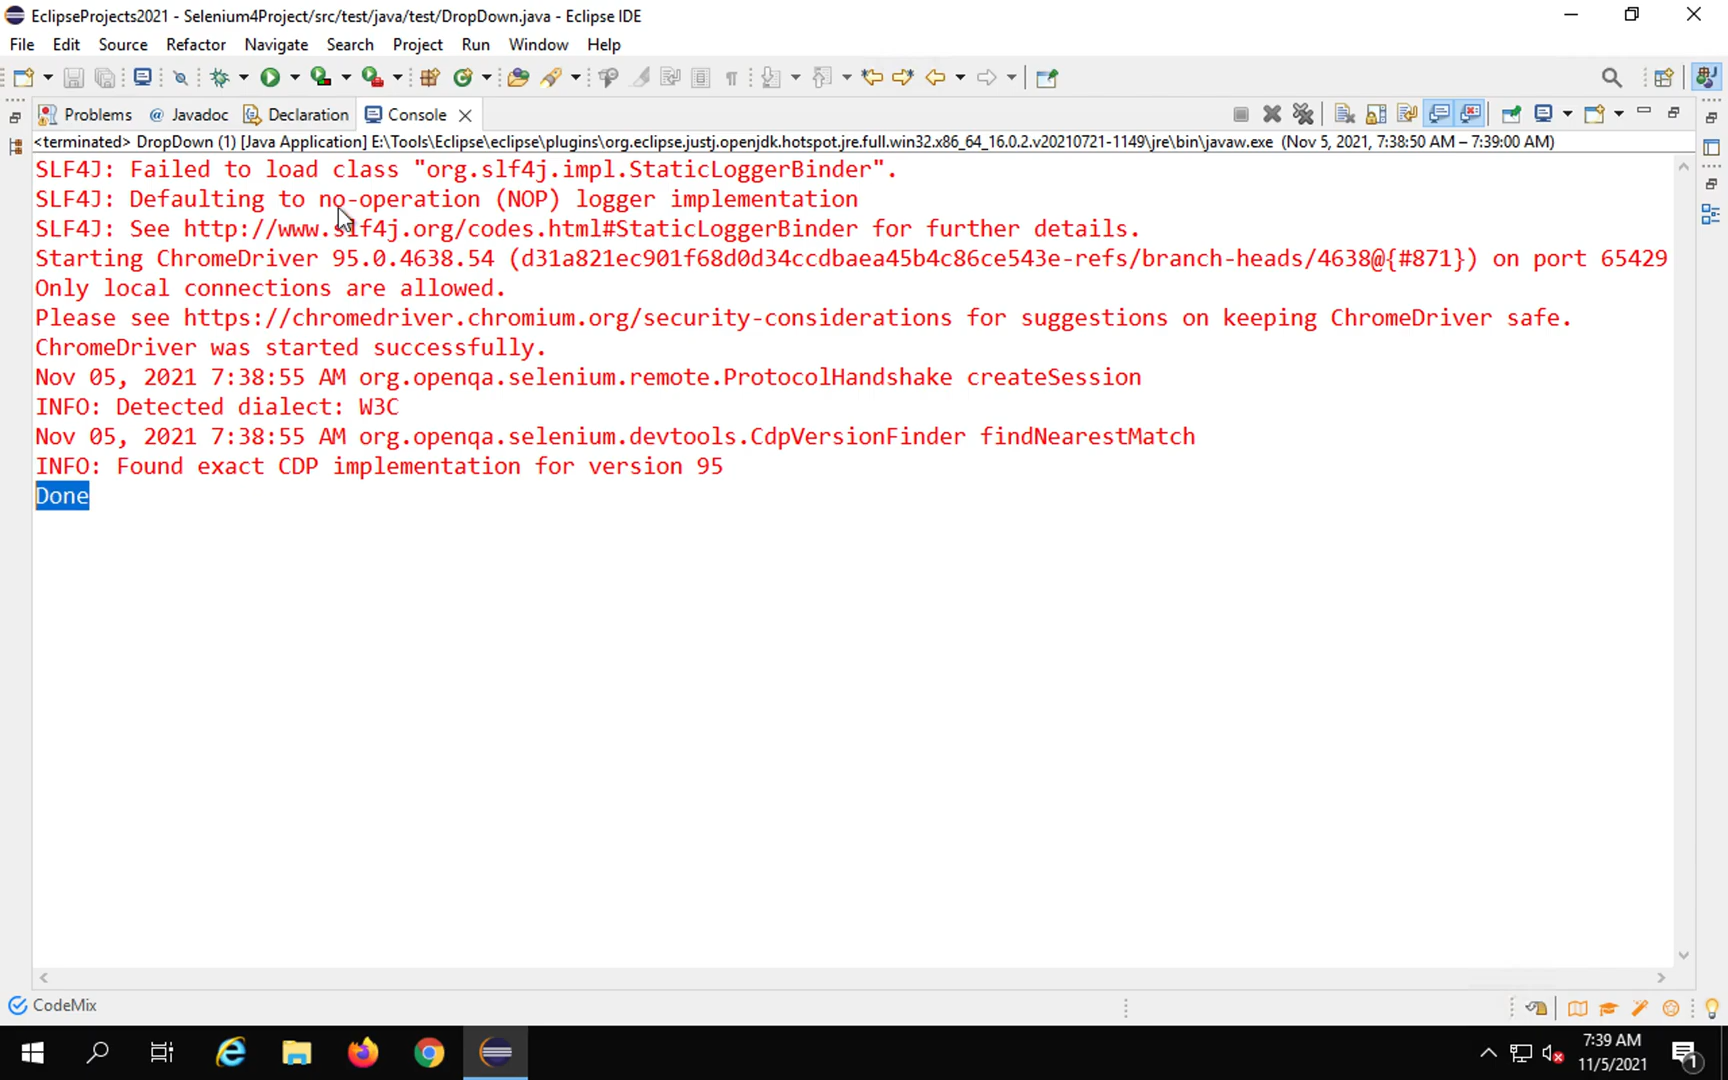 EclipseProjects2021 - Selenium4Project/src/test/java/test/DropDown.java - Eclipse IDE
File Edit Source Refactor Navigate Search Project Run Window Help
Problems @ Javadoc Declaration Console
<terminated> DropDown (1) [Java Application] E:\Tools\Eclipse\eclipse\plugins\org.eclipse.justj.openjdk.hotspot.jre.full.win32.x86_64_16.0.2.v20210721-1149\jre\bin\javaw.exe (Nov 5, 2021, 7:38:50 AM – 7:39:00 AM)
SLF4J: Failed to load class "org.slf4j.impl.StaticLoggerBinder".
SLF4J: Defaulting to no-operation (NOP) logger implementation
SLF4J: See http://www.slf4j.org/codes.html#StaticLoggerBinder for further details.
Starting ChromeDriver 95.0.4638.54 (d31a821ec901f68d0d34ccdbaea45b4c86ce543e-refs/branch-heads/4638@{#871}) on port 65429
Only local connections are allowed.
Please see https://chromedriver.chromium.org/security-considerations for suggestions on keeping ChromeDriver safe.
ChromeDriver was started successfully.
Nov 05, 2021 7:38:55 AM org.openqa.selenium.remote.ProtocolHandshake createSession
INFO: Detected dialect: W3C
Nov 05, 2021 7:38:55 AM org.openqa.selenium.devtools.CdpVersionFinder findNearestMatch
INFO: Found exact CDP implementation for version 95
Done
CodeMix
7:39 AM
11/5/2021
1